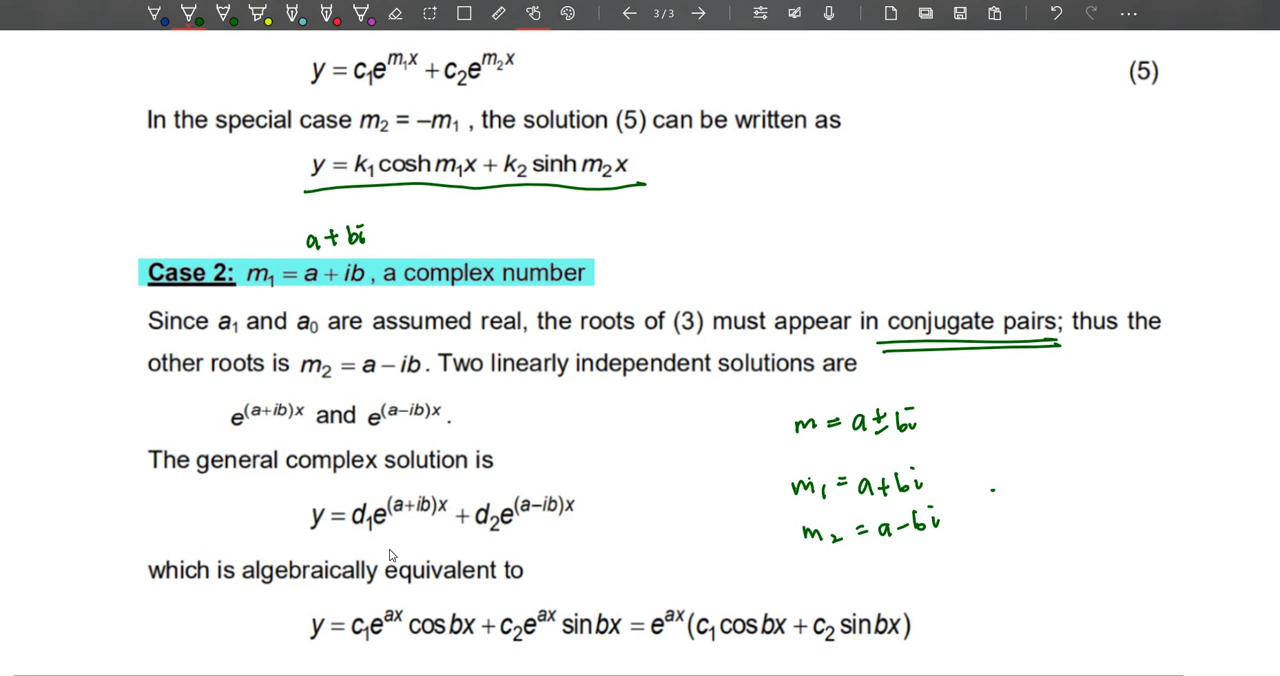 3/3
y = c₁e^{m₁x} + c₂e^{m₂x} (5)
In the special case m₂ = –m₁ , the solution (5) can be written as
y = k₁ cosh m₁x + k₂ sinh m₂x
a + bi
Case 2: m₁ = a + ib , a complex number
Since a₁ and a₀ are assumed real, the roots of (3) must appear in conjugate pairs; thus the
other roots is m₂ = a – ib . Two linearly independent solutions are
e^{(a+ib)x} and e^{(a–ib)x} .
m = a ± bi
The general complex solution is
m₁ = a + bi
y = d₁e^{(a+ib)x} + d₂e^{(a–ib)x}
m₂ = a – bi
which is algebraically equivalent to
y = c₁e^{ax} cos bx + c₂e^{ax} sin bx = e^{ax}(c₁ cos bx + c₂ sin bx)